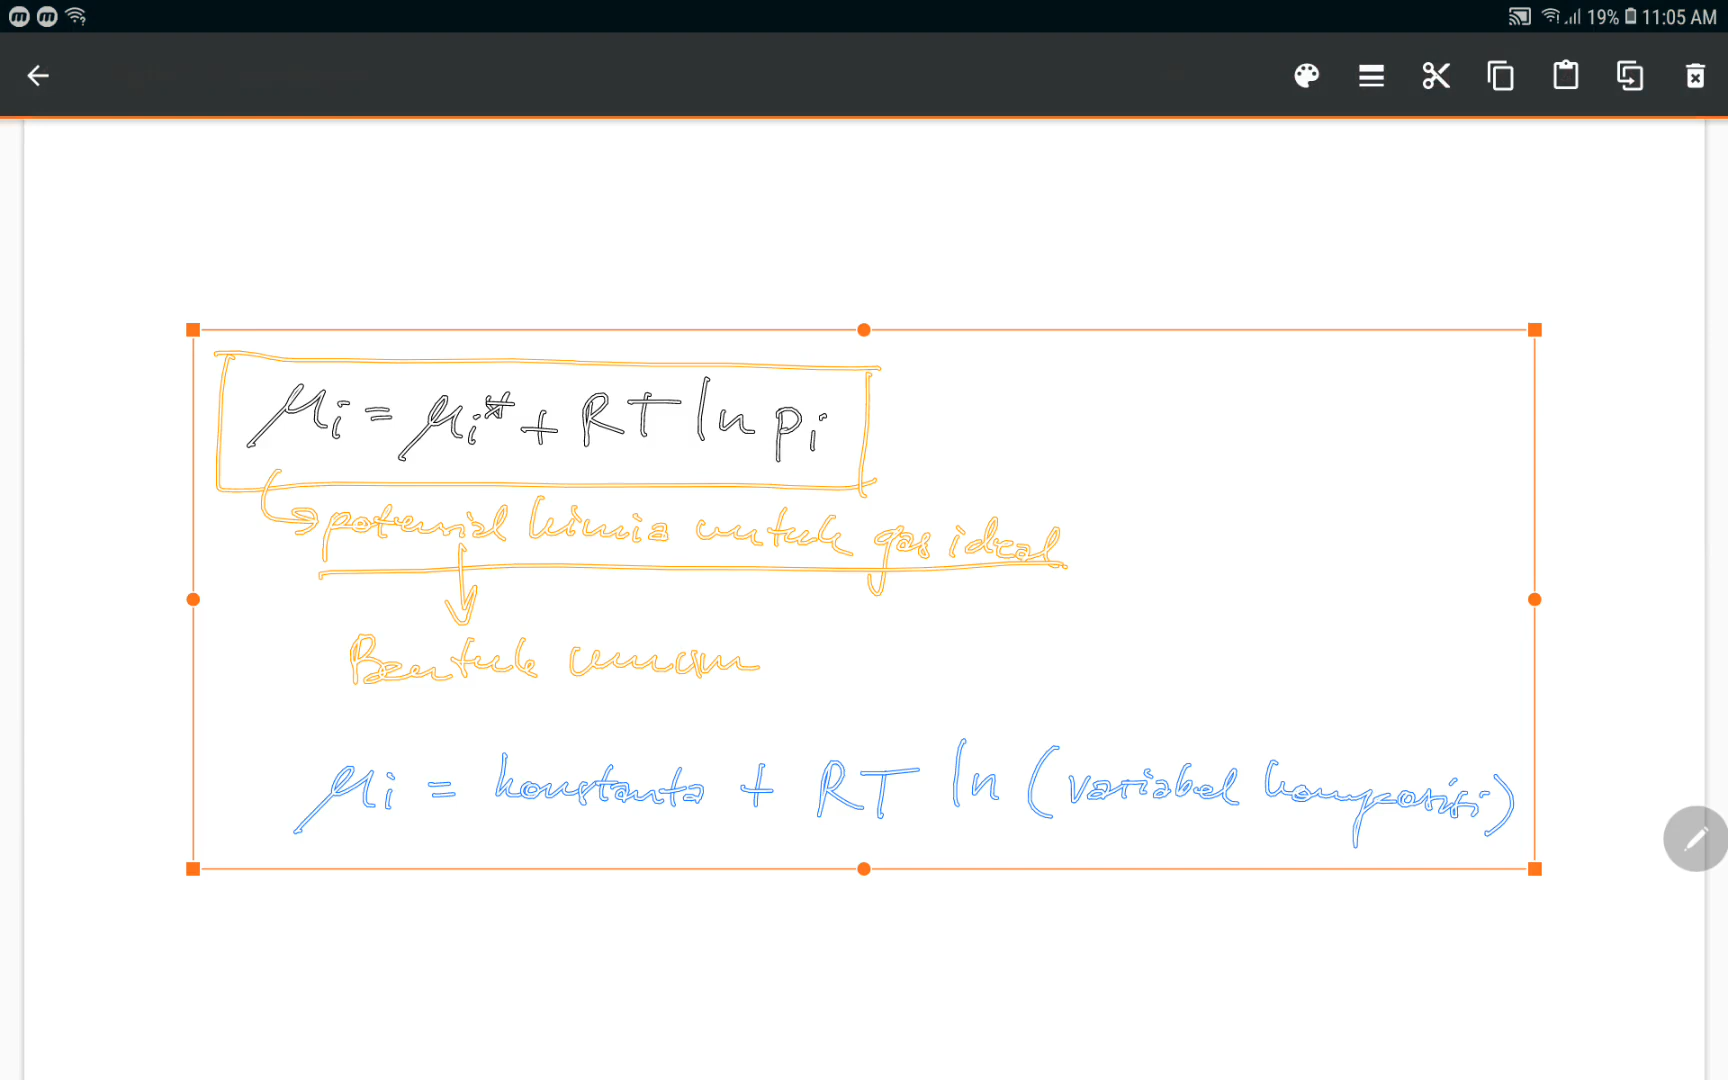 19% 11:05 AM
μi = μi* + RT ln pi
potensial kimia untuk gas ideal
Bentuk umum
μi = konstanta + RT ln (variabel komposisi)